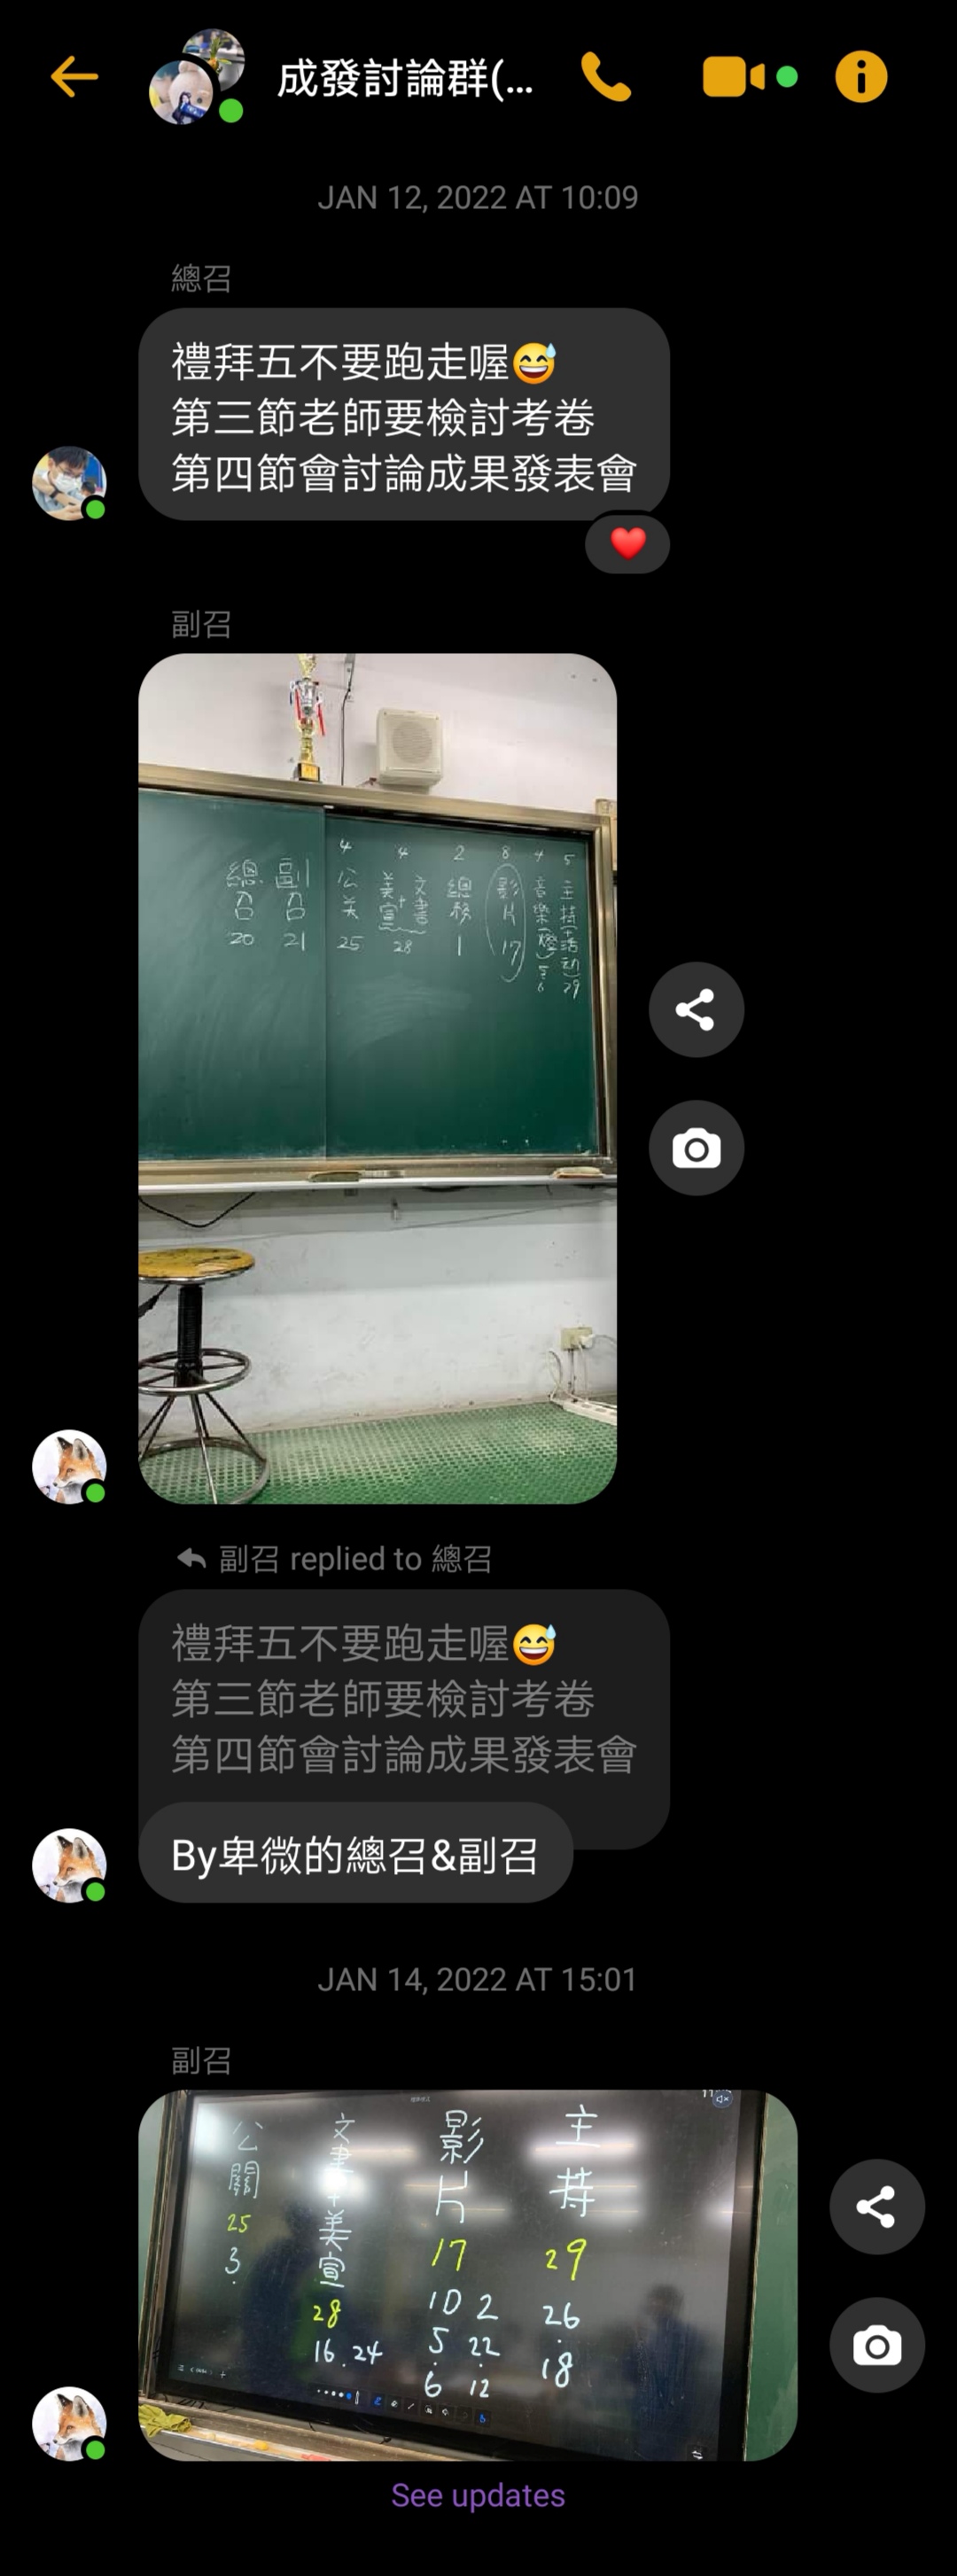 成發討論群(...
JAN 12, 2022 AT 10:09
總召
禮拜五不要跑走喔😅
第三節老師要檢討考卷
第四節會討論成果發表會
副召
總召 20
副召 21
4 公关 25
4 美宣+文書 28
2 總務 1
8 影片 17
4 音樂(燈) 5.6
5 主持(+活動) 29
副召 replied to 總召
禮拜五不要跑走喔😅
第三節老師要檢討考卷
第四節會討論成果發表會
By卑微的總召&副召
JAN 14, 2022 AT 15:01
副召
公關
25
3.
文書+美宣
28
16.24
影片
17
10 2
5 22
6 12
主持
29
26
18
See updates